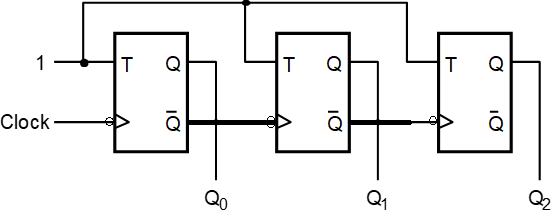 1 T Q T Q T Q
Clock Q̅ Q̅ Q̅
Q₀ Q₁ Q₂